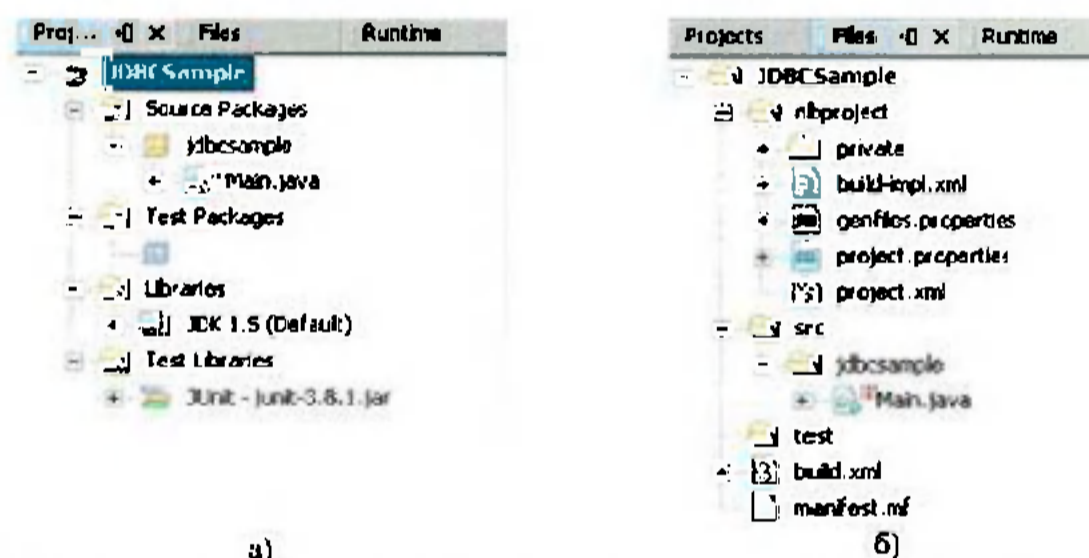 Proj... Files Runtime
JDBCSample
Source Packages
jdbcsample
Main.java
Test Packages
Libraries
JDK 1.5 (Default)
Test Libraries
JUnit - junit-3.8.1.jar
а)
Projects Files Runtime
JDBCSample
nbproject
private
build-impl.xml
genfiles.properties
project.properties
project.xml
src
jdbcsample
Main.java
test
build.xml
manifest.mf
б)